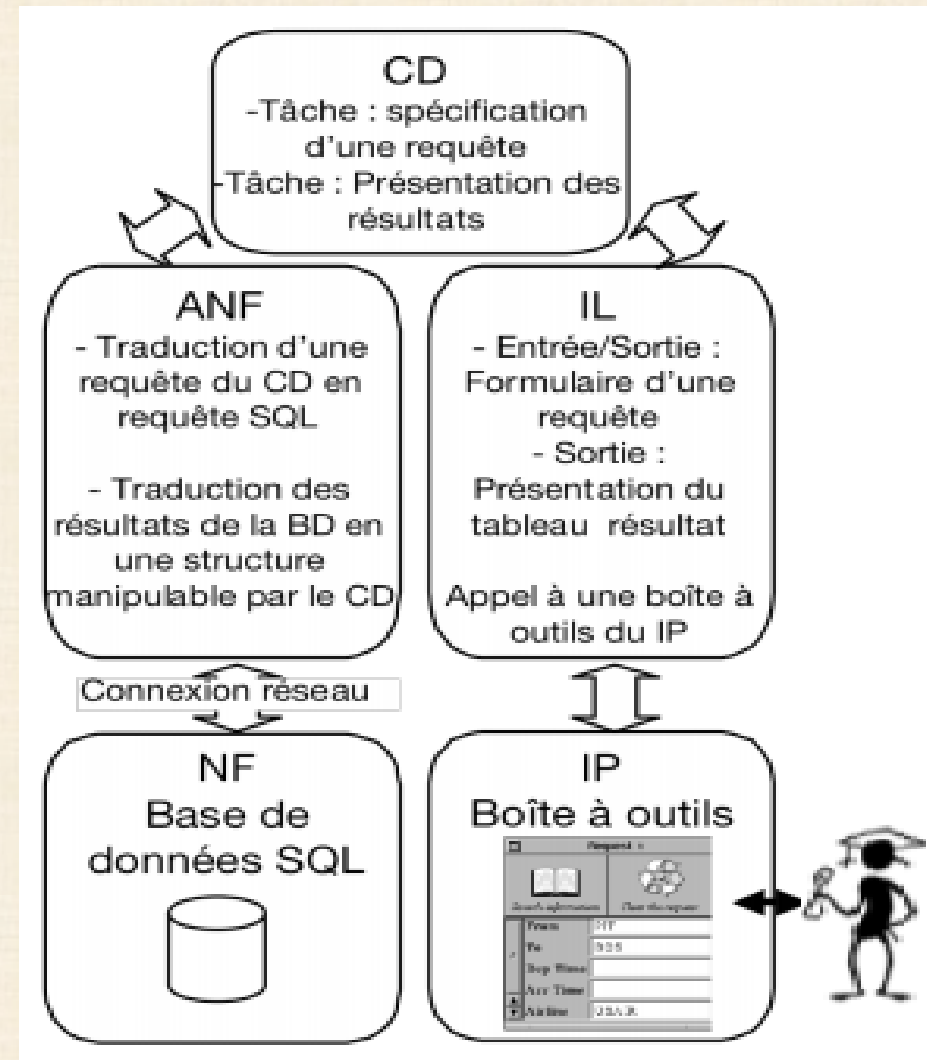 CD
-Tâche : spécification
d'une requête
-Tâche : Présentation des
résultats
ANF
- Traduction d'une
requête du CD en
requête SQL
- Traduction des
résultats de la BD en
une structure
manipulable par le CD
IL
- Entrée/Sortie :
Formulaire d'une
requête
- Sortie :
Présentation du
tableau résultat
Appel à une boîte à
outils du IP
Connexion réseau
NF
Base de
données SQL
IP
Boîte à outils
Request
From
To
Dep Time
Arr Time
Airline